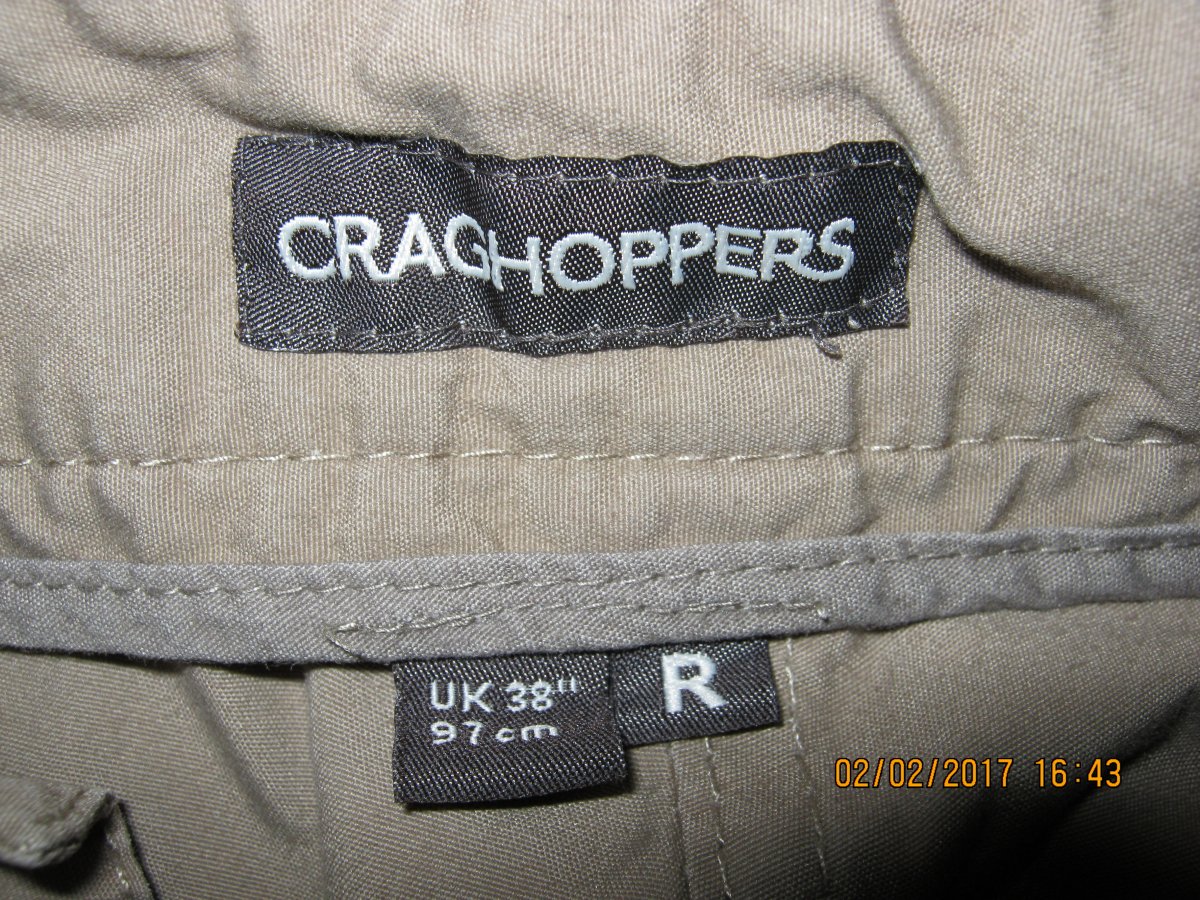 CRAGHOPPERS
UK 38"
97cm
R
02/02/2017 16:43